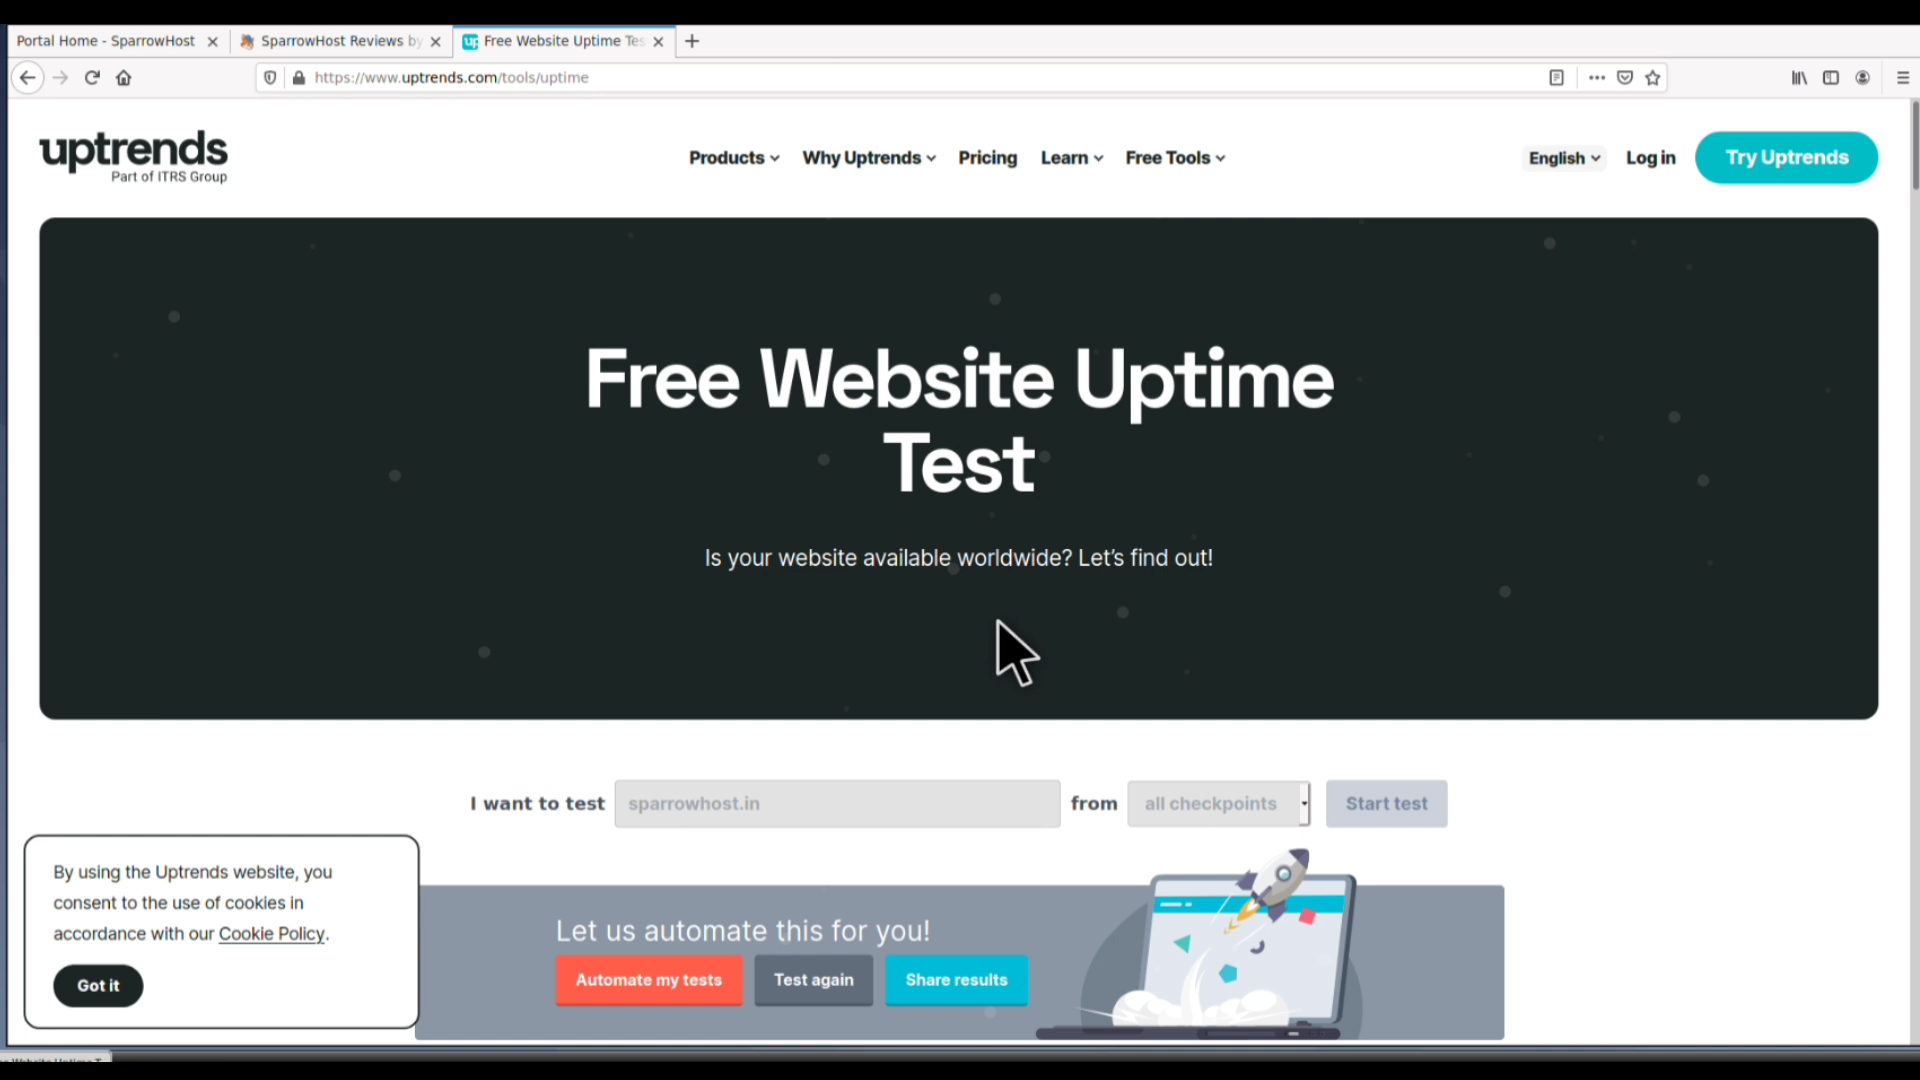 Portal Home - SparrowHost
SparrowHost Reviews by
Free Website Uptime Tes
https://www.uptrends.com/tools/uptime
uptrends
Part of ITRS Group
Products
Why Uptrends
Pricing
Learn
Free Tools
English
Log in
Try Uptrends
Free Website Uptime
Test
Is your website available worldwide? Let's find out!
I want to test
sparrowhost.in
from
all checkpoints
Start test
By using the Uptrends website, you
consent to the use of cookies in
accordance with our Cookie Policy.
Got it
Let us automate this for you!
Automate my tests
Test again
Share results